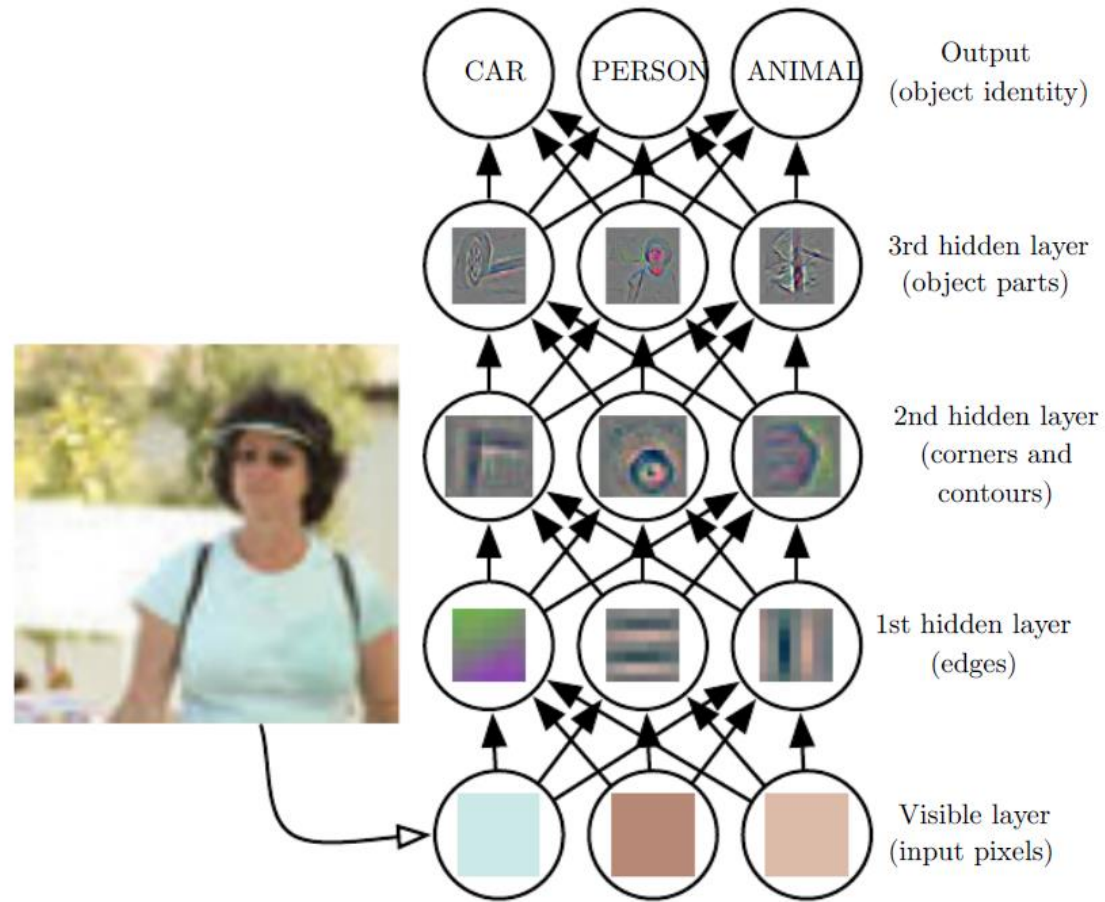 CAR PERSON ANIMAL
Output
(object identity)
3rd hidden layer
(object parts)
2nd hidden layer
(corners and
contours)
1st hidden layer
(edges)
Visible layer
(input pixels)